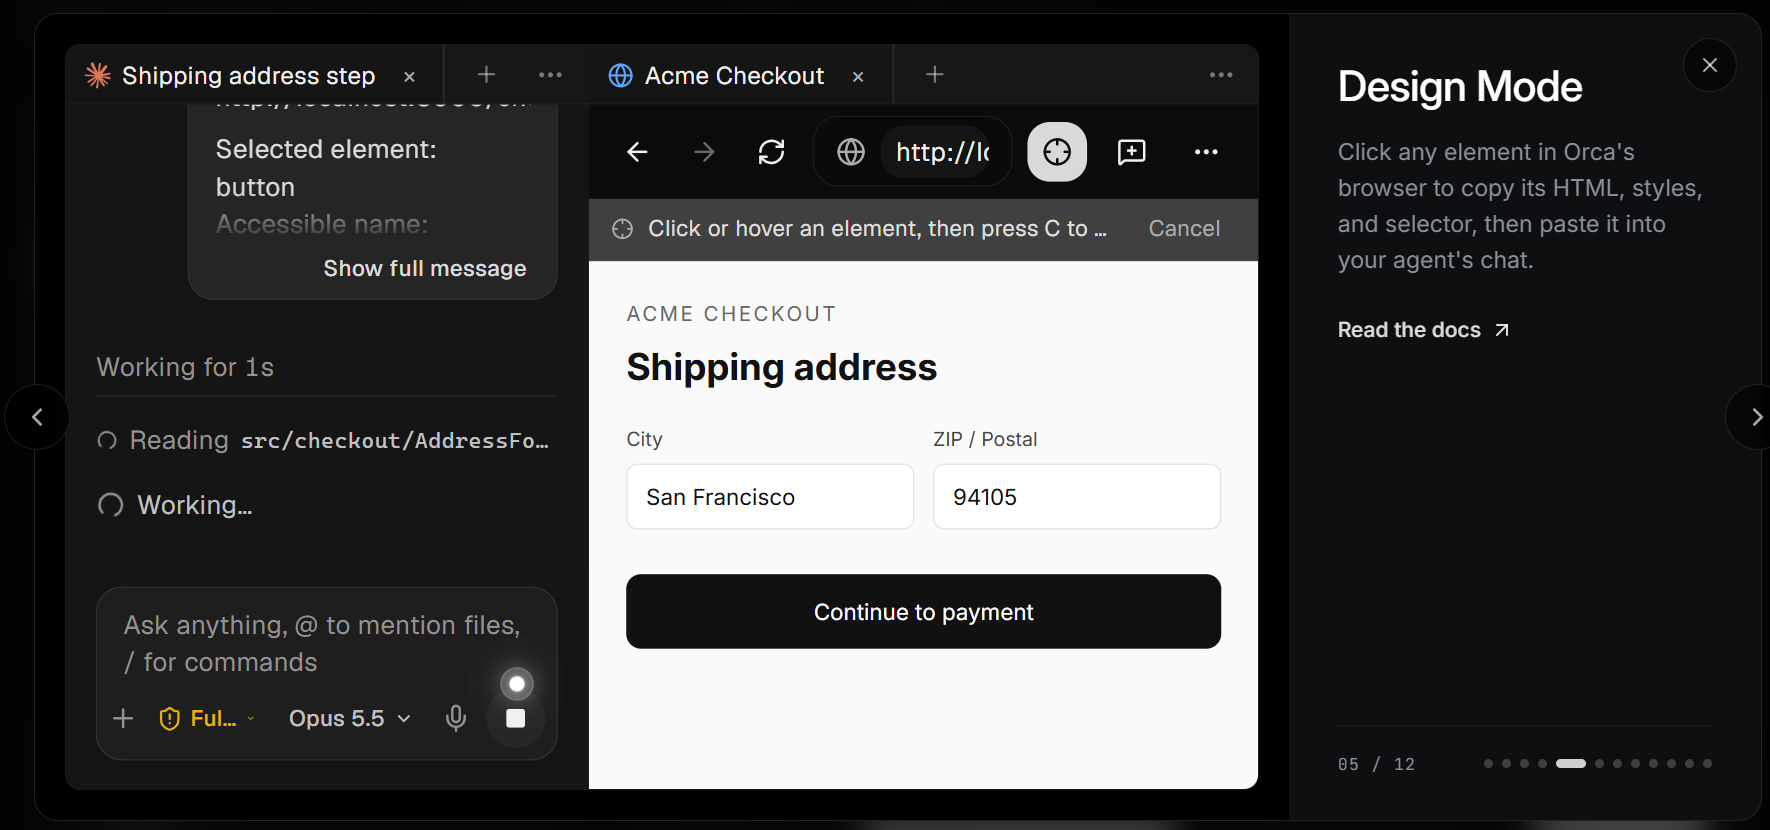 Shipping address step
Acme Checkout
Selected element:
button
Accessible name:
Show full message
Working for 1s
Reading src/checkout/AddressFo…
Working…
Ask anything, @ to mention files,
/ for commands
Ful…
Opus 5.5
http://lo
Click or hover an element, then press C to …
Cancel
ACME CHECKOUT
Shipping address
City
ZIP / Postal
San Francisco
94105
Continue to payment
Design Mode
Click any element in Orca's
browser to copy its HTML, styles,
and selector, then paste it into
your agent's chat.
Read the docs
05 / 12